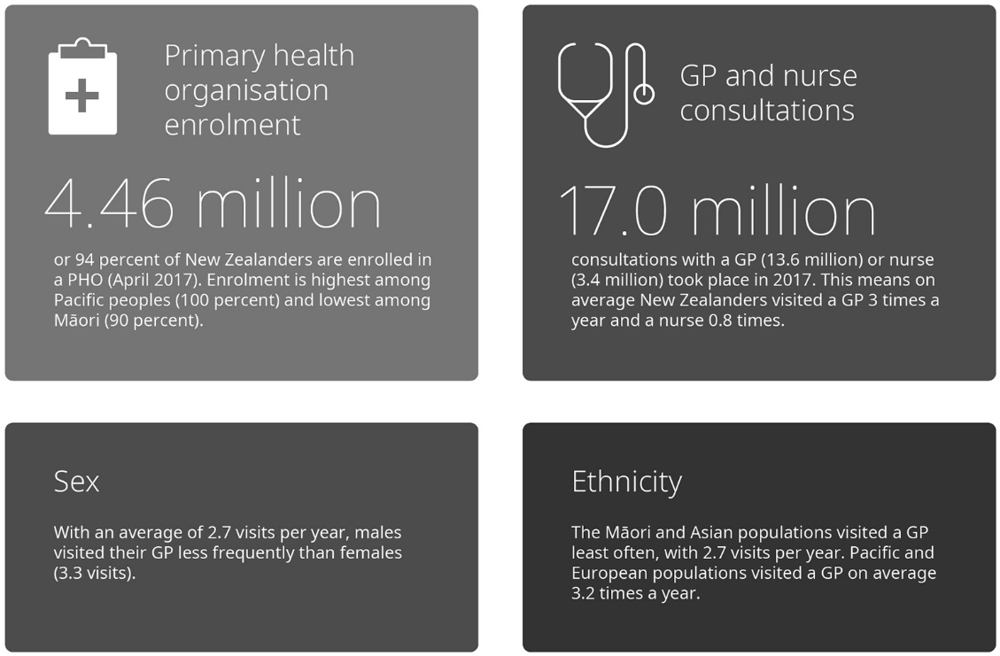 Primary health
organisation
enrolment
4.46 million
or 94 percent of New Zealanders are enrolled in
a PHO (April 2017). Enrolment is highest among
Pacific peoples (100 percent) and lowest among
Māori (90 percent).
GP and nurse
consultations
17.0 million
consultations with a GP (13.6 million) or nurse
(3.4 million) took place in 2017. This means on
average New Zealanders visited a GP 3 times a
year and a nurse 0.8 times.
Sex
With an average of 2.7 visits per year, males
visited their GP less frequently than females
(3.3 visits).
Ethnicity
The Māori and Asian populations visited a GP
least often, with 2.7 visits per year. Pacific and
European populations visited a GP on average
3.2 times a year.